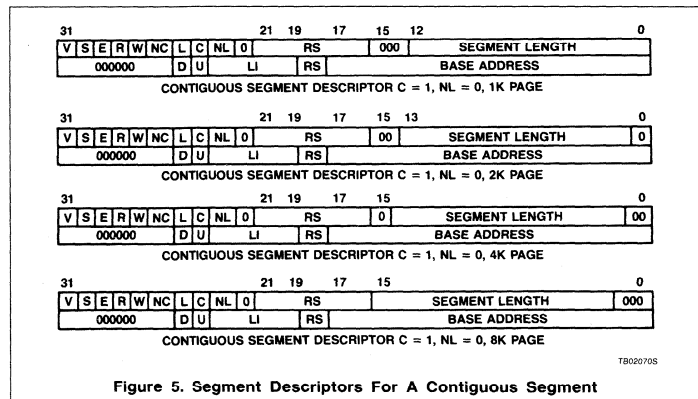 31 21 19 17 15 12 0
V S E R W NC L C NL 0 RS 000 SEGMENT LENGTH
000000 D U LI RS BASE ADDRESS
CONTIGUOUS SEGMENT DESCRIPTOR C = 1, NL = 0, 1K PAGE
31 21 19 17 15 13 0
V S E R W NC L C NL 0 RS 00 SEGMENT LENGTH 0
000000 D U LI RS BASE ADDRESS
CONTIGUOUS SEGMENT DESCRIPTOR C = 1, NL = 0, 2K PAGE
31 21 19 17 15 0
V S E R W NC L C NL 0 RS 0 SEGMENT LENGTH 00
000000 D U LI RS BASE ADDRESS
CONTIGUOUS SEGMENT DESCRIPTOR C = 1, NL = 0, 4K PAGE
31 21 19 17 15 0
V S E R W NC L C NL 0 RS SEGMENT LENGTH 000
000000 D U LI RS BASE ADDRESS
CONTIGUOUS SEGMENT DESCRIPTOR C = 1, NL = 0, 8K PAGE
TB02070S
Figure 5. Segment Descriptors For A Contiguous Segment